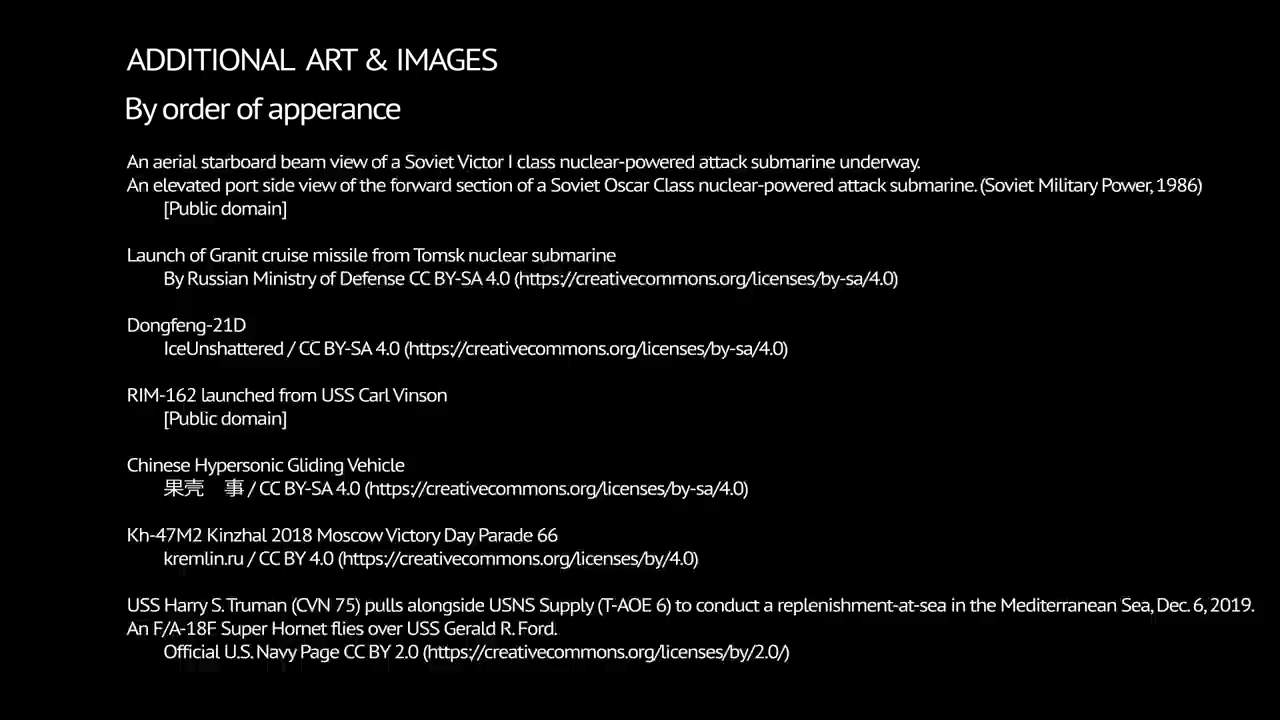 ADDITIONAL ART & IMAGES
By order of apperance
An aerial starboard beam view of a Soviet Victor I class nuclear-powered attack submarine underway.
An elevated port side view of the forward section of a Soviet Oscar Class nuclear-powered attack submarine. (Soviet Military Power, 1986)
[Public domain]
Launch of Granit cruise missile from Tomsk nuclear submarine
By Russian Ministry of Defense CC BY-SA 4.0 (https://creativecommons.org/licenses/by-sa/4.0)
Dongfeng-21D
IceUnshattered / CC BY-SA 4.0 (https://creativecommons.org/licenses/by-sa/4.0)
RIM-162 launched from USS Carl Vinson
[Public domain]
Chinese Hypersonic Gliding Vehicle
果壳　事 / CC BY-SA 4.0 (https://creativecommons.org/licenses/by-sa/4.0)
Kh-47M2 Kinzhal 2018 Moscow Victory Day Parade 66
kremlin.ru / CC BY 4.0 (https://creativecommons.org/licenses/by/4.0)
USS Harry S. Truman (CVN 75) pulls alongside USNS Supply (T-AOE 6) to conduct a replenishment-at-sea in the Mediterranean Sea, Dec. 6, 2019.
An F/A-18F Super Hornet flies over USS Gerald R. Ford.
Official U.S. Navy Page CC BY 2.0 (https://creativecommons.org/licenses/by/2.0/)